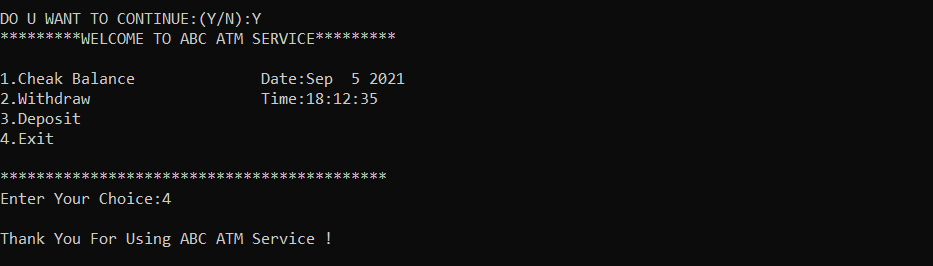 DO U WANT TO CONTINUE:(Y/N):Y
*********WELCOME TO ABC ATM SERVICE*********
1.Cheak Balance              Date:Sep  5 2021
2.Withdraw                   Time:18:12:35
3.Deposit
4.Exit
*******************************************
Enter Your Choice:4
Thank You For Using ABC ATM Service !